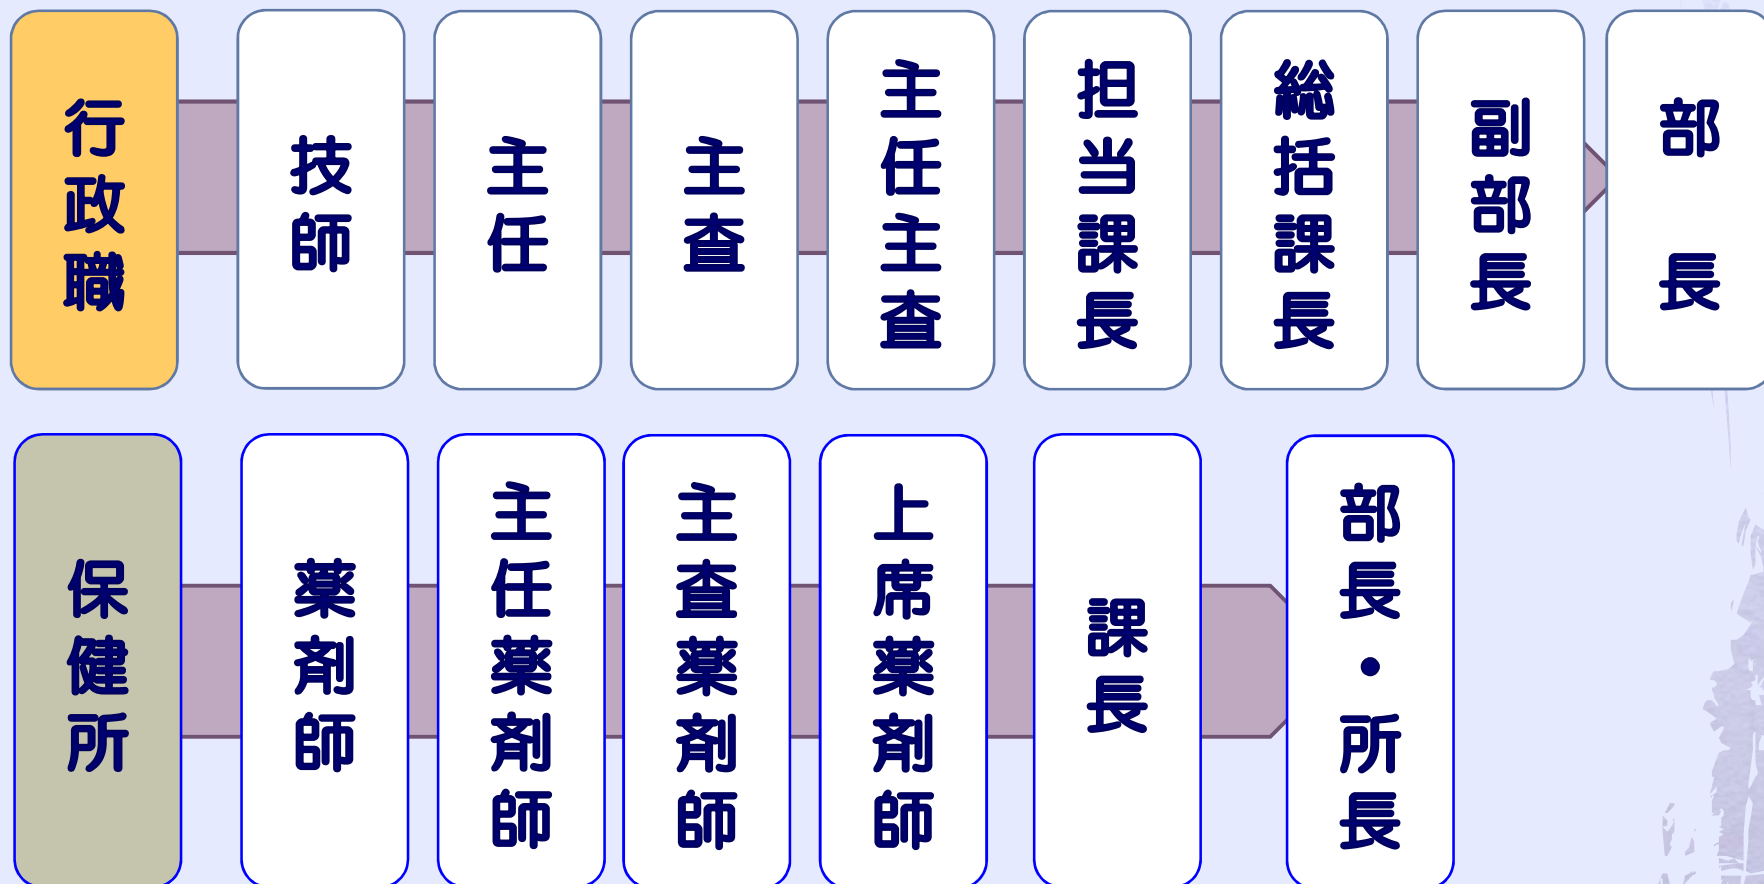 行政職
技師
主任
主査
主任主査
担当課長
総括課長
副部長
部　長
保健所
薬剤師
主任薬剤師
主査薬剤師
上席薬剤師
課長
部長・所長